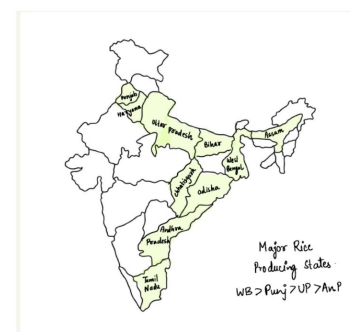 Punjab
Haryana
Uttar Pradesh
Bihar
Assam
West
Bengal
Chhattisgarh
Odisha
Andhra
Pradesh
Tamil
Nadu
Major Rice
Producing States
WB > Punj > UP > AnP